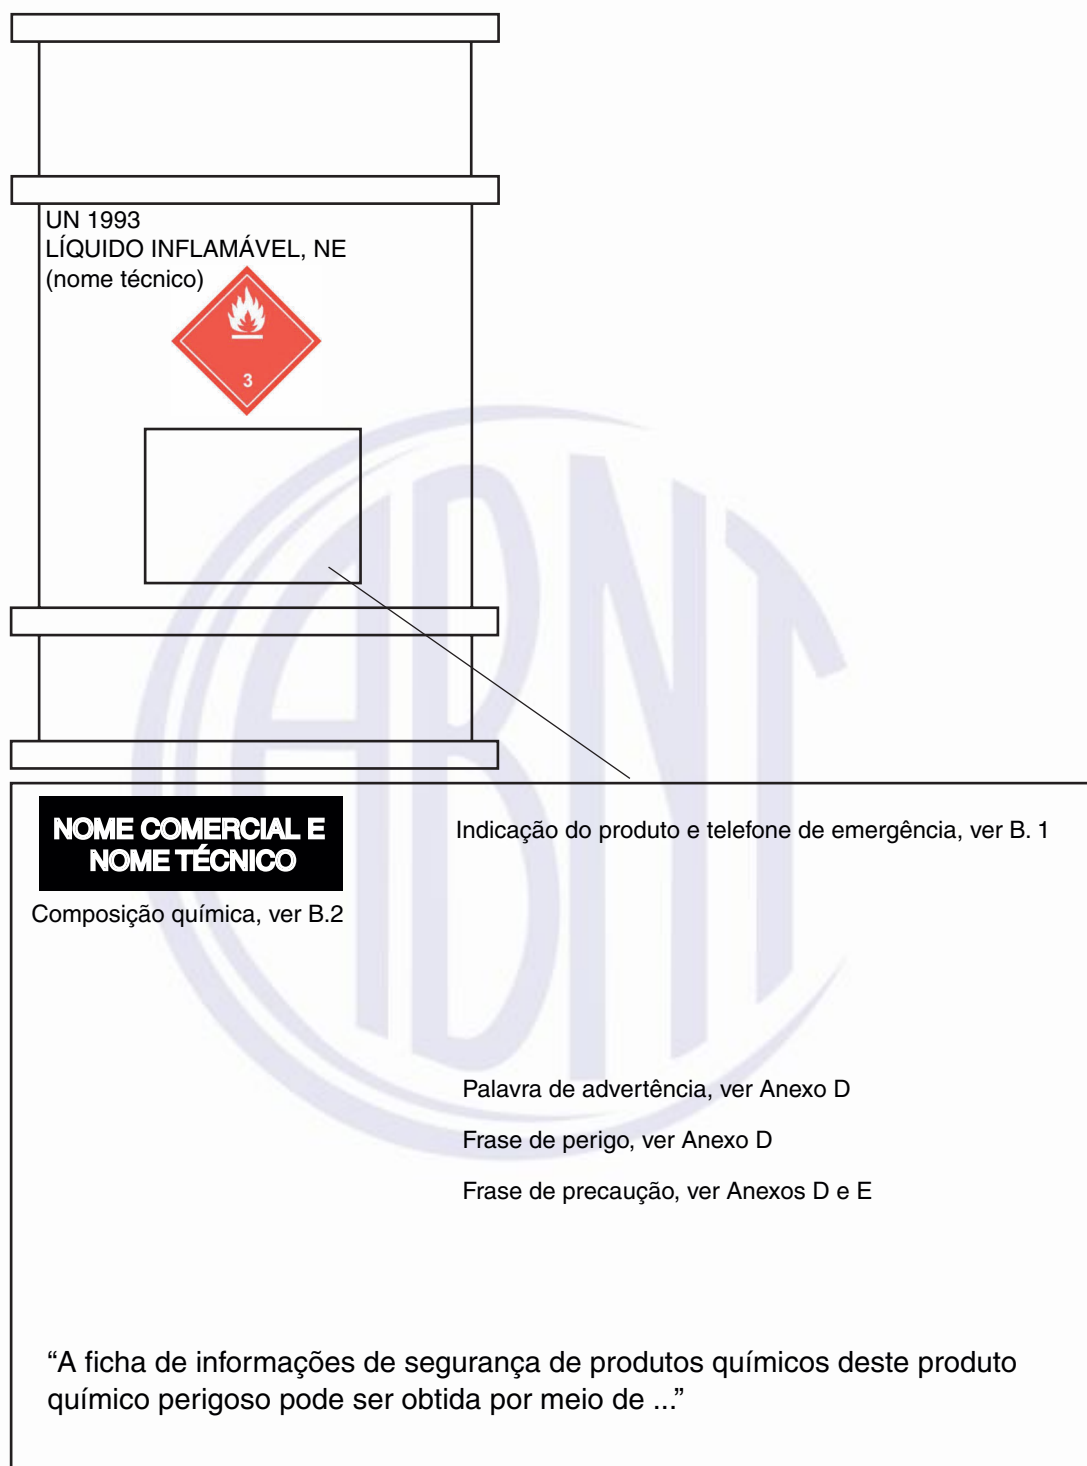 UN 1993
LÍQUIDO INFLAMÁVEL, NE
(nome técnico)
3
ABNT
NOME COMERCIAL E
NOME TÉCNICO
Indicação do produto e telefone de emergência, ver B. 1
Composição química, ver B.2
Palavra de advertência, ver Anexo D
Frase de perigo, ver Anexo D
Frase de precaução, ver Anexos D e E
“A ficha de informações de segurança de produtos químicos deste produto
químico perigoso pode ser obtida por meio de ...”